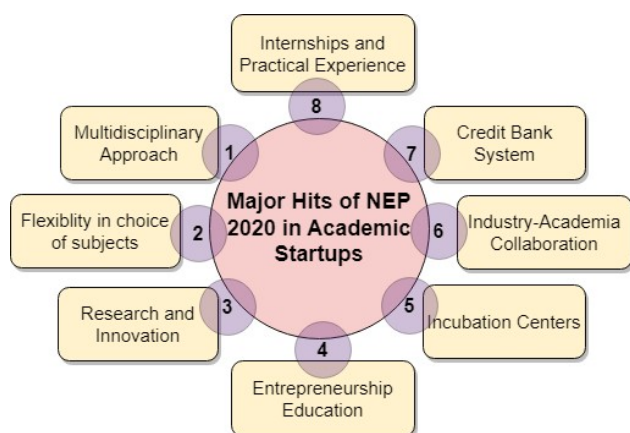 Internships and
Practical Experience
8
Multidisciplinary
Approach
1
7
Credit Bank
System
Major Hits of NEP
2020 in Academic
Startups
Flexiblity in choice
of subjects
2
6
Industry-Academia
Collaboration
Research and
Innovation
3
5
Incubation Centers
4
Entrepreneurship
Education